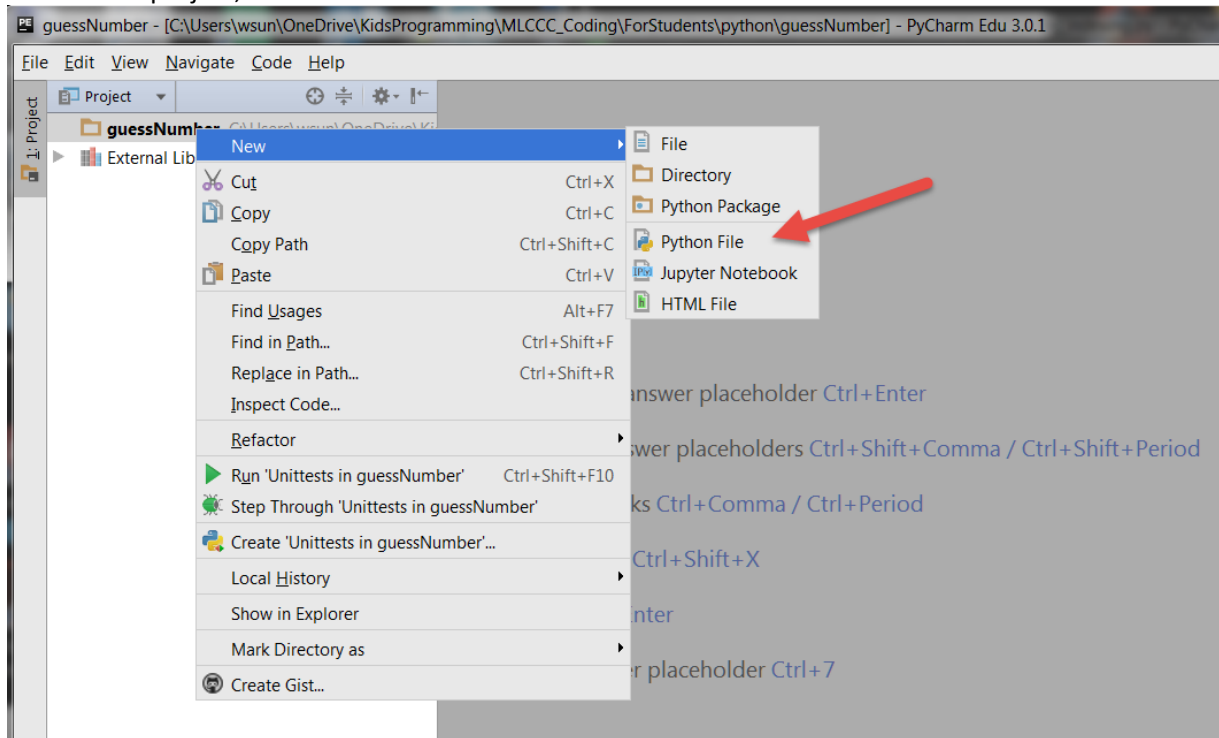 PE guessNumber - [C:\Users\wsun\OneDrive\KidsProgramming\MLCCC_Coding\ForStudents\python\guessNumber] - PyCharm Edu 3.0.1
File Edit View Navigate Code Help
1: Project
Project
guessNumber
External Lib
New
Cut Ctrl+X
Copy Ctrl+C
Copy Path Ctrl+Shift+C
Paste Ctrl+V
Find Usages Alt+F7
Find in Path... Ctrl+Shift+F
Replace in Path... Ctrl+Shift+R
Inspect Code...
Refactor
Run 'Unittests in guessNumber' Ctrl+Shift+F10
Step Through 'Unittests in guessNumber'
Create 'Unittests in guessNumber'...
Local History
Show in Explorer
Mark Directory as
Create Gist...
File
Directory
Python Package
Python File
Jupyter Notebook
HTML File
answer placeholder Ctrl+Enter
swer placeholders Ctrl+Shift+Comma / Ctrl+Shift+Period
ks Ctrl+Comma / Ctrl+Period
Ctrl+Shift+X
nter
r placeholder Ctrl+7